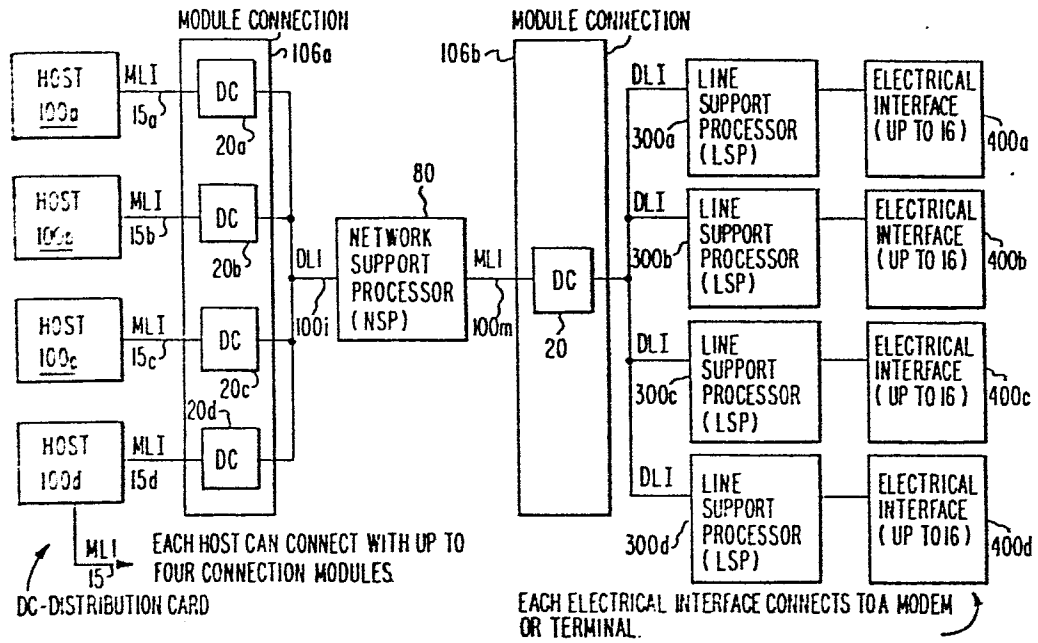 MODULE CONNECTION
106a
HOST
100a
MLI
15a
DC
20a
HOST
MLI
15b
DC
20b
HOST
100c
MLI
15c
DC
20c
20d
HOST
100d
MLI
15d
DC
MLI
15
EACH HOST CAN CONNECT WITH UP TO
FOUR CONNECTION MODULES.
DC-DISTRIBUTION CARD
DLI
100i
80
NETWORK
SUPPORT
PROCESSOR
(NSP)
MLI
100m
MODULE CONNECTION
106b
DC
20
DLI
300a
LINE
SUPPORT
PROCESSOR
(LSP)
ELECTRICAL
INTERFACE
(UP TO 16)
400a
DLI
300b
LINE
SUPPORT
PROCESSOR
(LSP)
ELECTRICAL
INTERFACE
(UP TO 16)
400b
DLI
300c
LINE
SUPPORT
PROCESSOR
(LSP)
ELECTRICAL
INTERFACE
(UP TO 16)
400c
DLI
300d
LINE
SUPPORT
PROCESSOR
(LSP)
ELECTRICAL
INTERFACE
(UP TO 16)
400d
EACH ELECTRICAL INTERFACE CONNECTS TO A MODEM
OR TERMINAL.